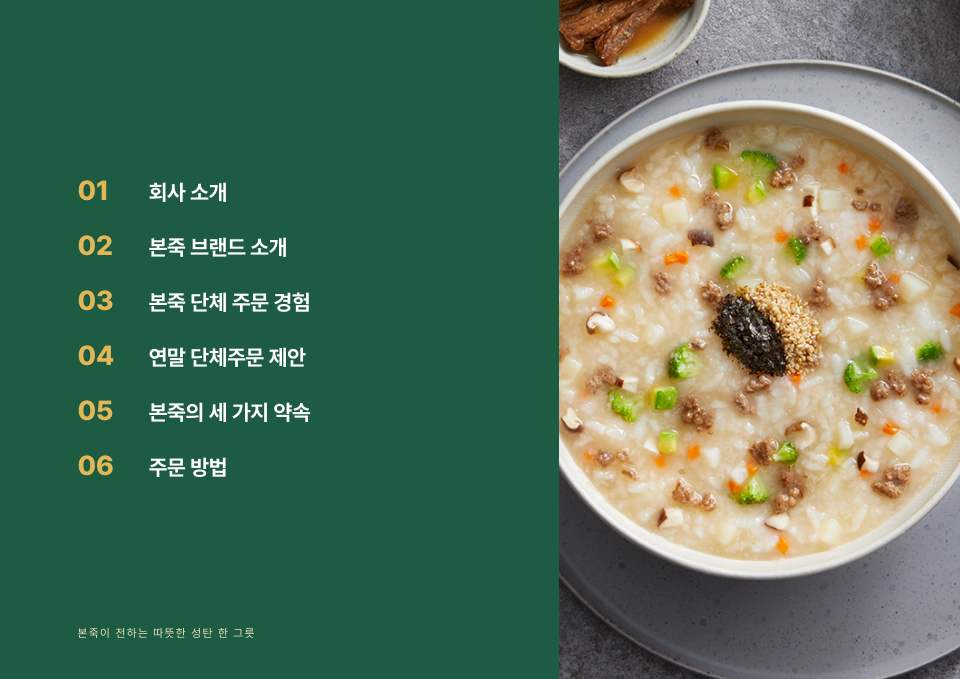 01 회사 소개
02 본죽 브랜드 소개
03 본죽 단체 주문 경험
04 연말 단체주문 제안
05 본죽의 세 가지 약속
06 주문 방법
본죽이 전하는 따뜻한 성탄 한 그릇